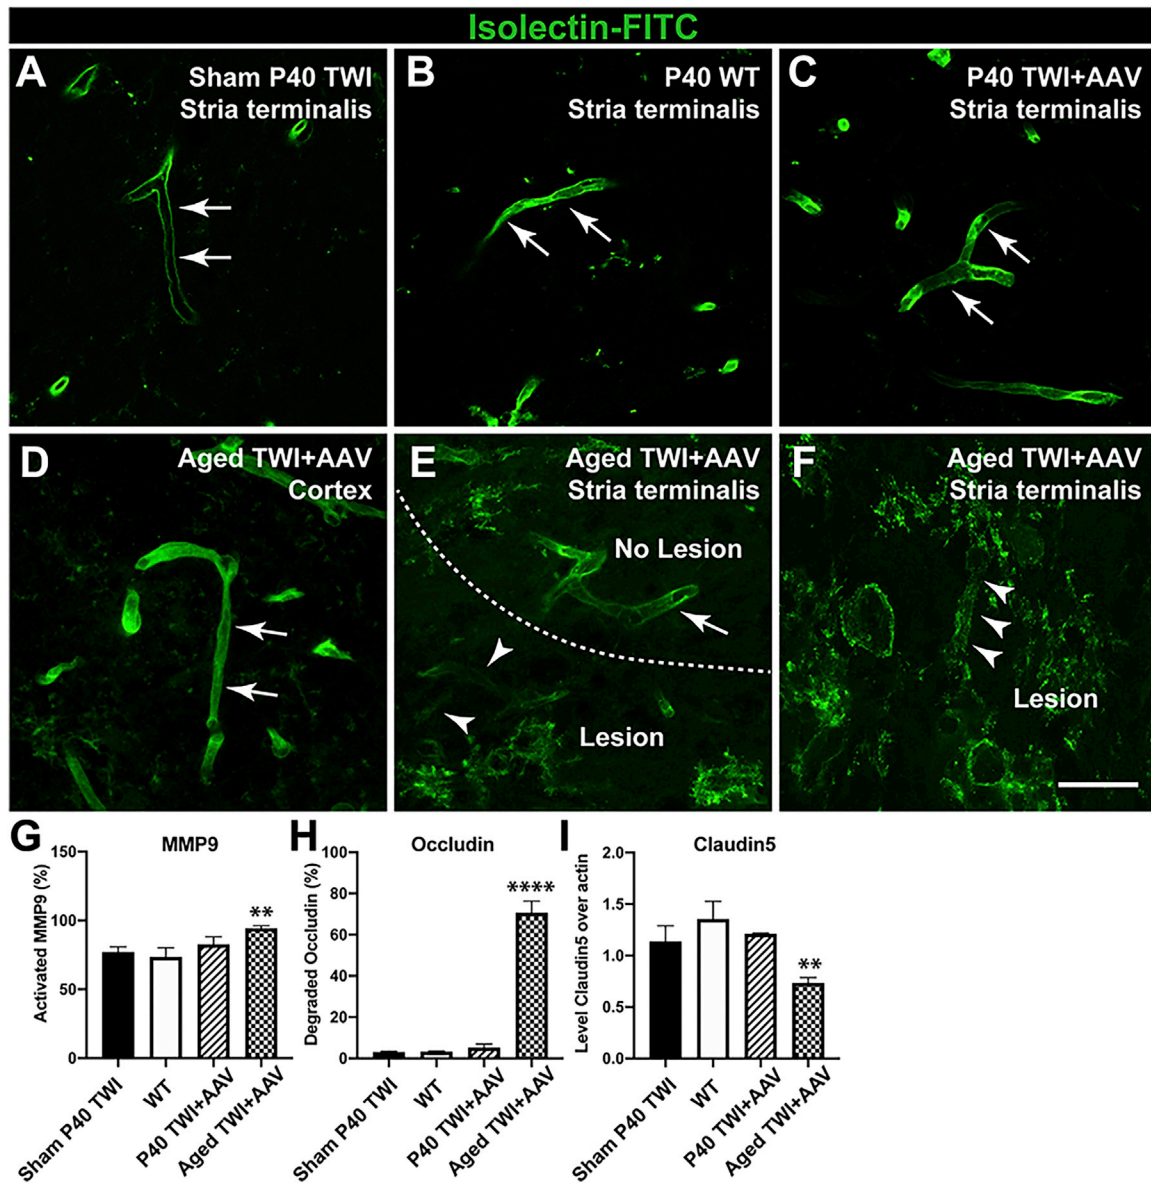 Isolectin-FITC
A
Sham P40 TWI
Stria terminalis
B
P40 WT
Stria terminalis
C
P40 TWI+AAV
Stria terminalis
D
Aged TWI+AAV
Cortex
E
Aged TWI+AAV
Stria terminalis
No Lesion
Lesion
F
Aged TWI+AAV
Stria terminalis
Lesion
G
MMP9
Activated MMP9 (%)
150
100
50
0
**
Sham P40 TWI
WT
P40 TWI+AAV
Aged TWI+AAV
H
Occludin
Degraded Occludin (%)
100
80
60
40
20
0
****
Sham P40 TWI
WT
P40 TWI+AAV
Aged TWI+AAV
I
Claudin5
Level Claudin5 over actin
2.0
1.5
1.0
0.5
0.0
**
Sham P40 TWI
WT
P40 TWI+AAV
Aged TWI+AAV